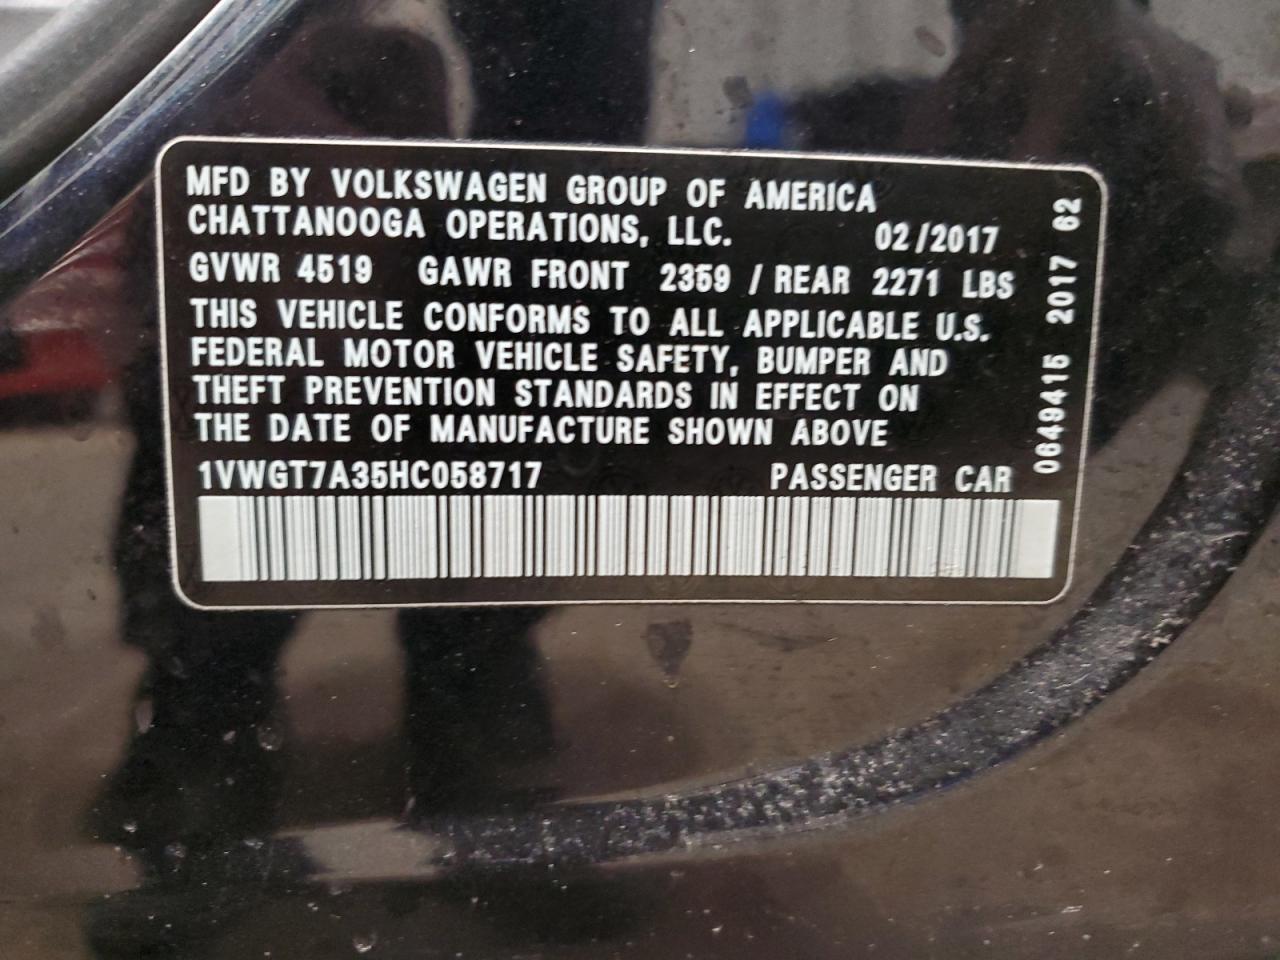 MFD BY VOLKSWAGEN GROUP OF AMERICA
CHATTANOOGA OPERATIONS, LLC. 02/2017
GVWR 4519 GAWR FRONT 2359 / REAR 2271 LBS
THIS VEHICLE CONFORMS TO ALL APPLICABLE U.S.
FEDERAL MOTOR VEHICLE SAFETY, BUMPER AND
THEFT PREVENTION STANDARDS IN EFFECT ON
THE DATE OF MANUFACTURE SHOWN ABOVE
1VWGT7A35HC058717 PASSENGER CAR
0649416 2017 62